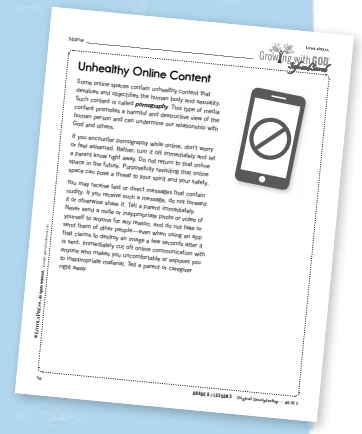 Name
Growing with GOD
Unhealthy Online Content
Some online spaces contain unhealthy content that
devalues and objectifies the human body and sexuality.
Such content is called pornography. This type of media
content promotes a harmful and destructive view of the
human person and can undermine our relationship with
God and others.
If you encounter pornography while online, don't worry
or feel ashamed. Rather, turn it off immediately and let
a parent know right away. Do not return to that online
space in the future. Purposefully revisiting that online
space can pose a threat to your spirit and your safety.
You may receive text or direct messages that contain
nudity. If you receive such a message, do not forward
it or otherwise share it. Tell a parent immediately.
Never send a nude or inappropriate photo or video of
yourself to anyone for any reason, and do not take or
send them of other people—even when using an app
that claims to destroy an image a few seconds after it
is sent. Immediately cut off online communication with
anyone who makes you uncomfortable or exposes you
to inappropriate material. Tell a parent or caregiver
right away.
GRADE 6 / LESSON 5 Digital Discipleship